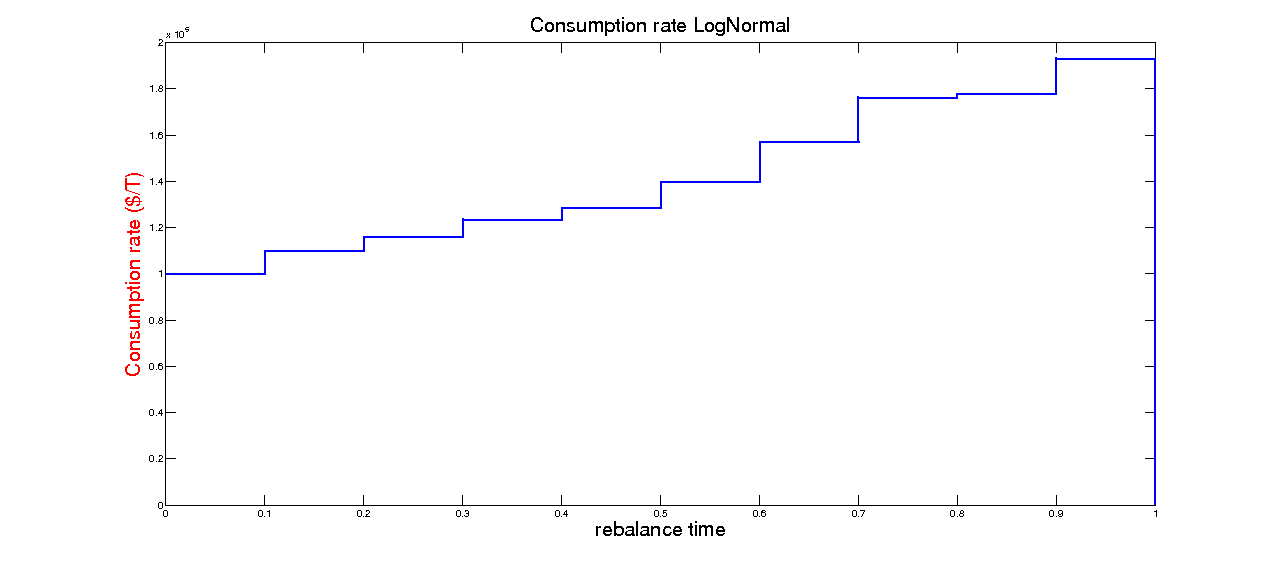 Consumption rate LogNormal
x 10^5
2
1.8
1.6
1.4
1.2
1
0.8
0.6
0.4
0.2
0
Consumption rate ($/T)
0 0.1 0.2 0.3 0.4 0.5 0.6 0.7 0.8 0.9 1
rebalance time